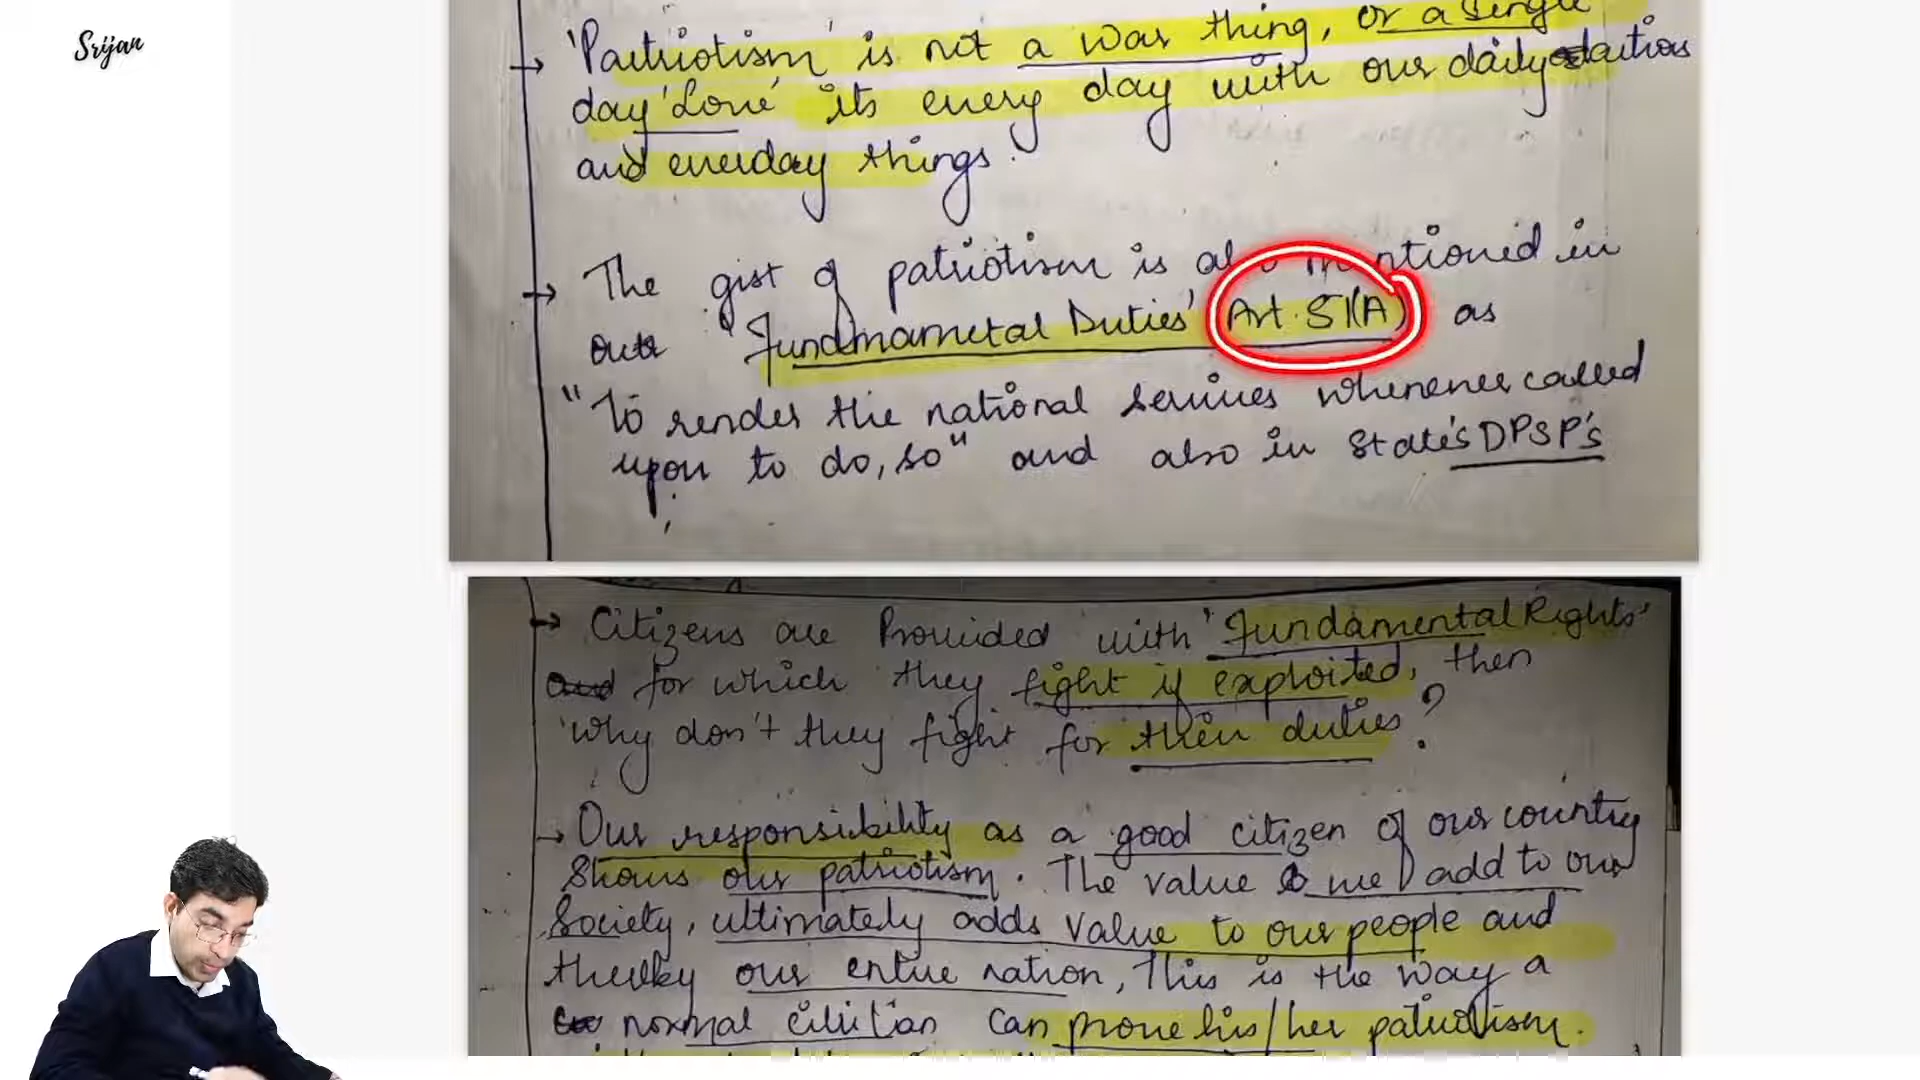 Srijan
→ 'Patriotism' is not a war thing, or a single
day 'Love' its every day with our daily actions
and everday things.
→ The gist of patriotism is also mentioned in
our 'Fundmametal Duties' (Art. 51(A) as
"To render the national services whenever called
upon to do, so" and also in State's DPSP's
→ Citizens are Provided with 'Fundamental Rights'
for which they fight if exploited, then
'why don't they fight for their duties?
→ Our responsibility as a good citizen of our country
Shows our patriotism. The value we add to our
Society, ultimately adds value to our people and
thereby our entire nation, This is the way a
normal civilian can prove his/her patriotism.